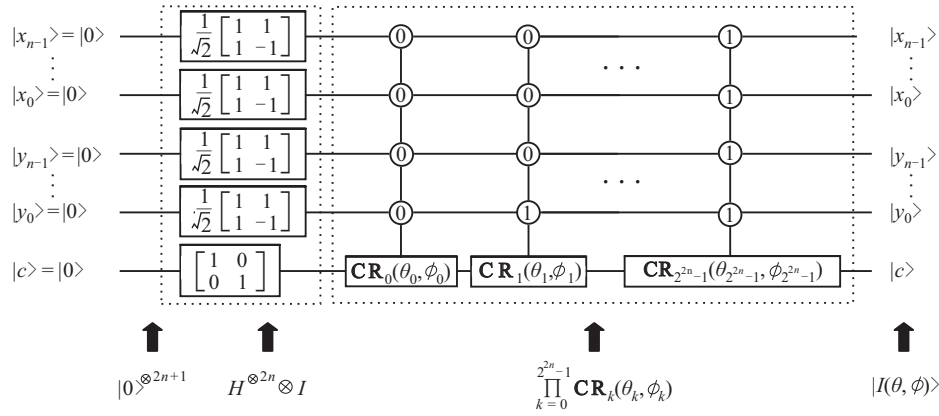 |x_{n-1}> = |0> 1/√2 [1 1 1 -1] 0 0 1 |x_{n-1}>
⋮ . . . ⋮
|x_0> = |0> 1/√2 [1 1 1 -1] 0 0 1 |x_0>
|y_{n-1}> = |0> 1/√2 [1 1 1 -1] 0 0 1 |y_{n-1}>
⋮ . . . ⋮
|y_0> = |0> 1/√2 [1 1 1 -1] 0 1 1 |y_0>
|c> = |0> [1 0 0 1] CR_0(θ_0,ϕ_0) CR_1(θ_1,ϕ_1) CR_{2^{2n}-1}(θ_{2^{2n}-1},ϕ_{2^{2n}-1}) |c>
|0>^{⊗2n+1} H^{⊗2n}⊗I ∏_{k=0}^{2^{2n}-1} CR_k(θ_k,ϕ_k) |I(θ,ϕ)>